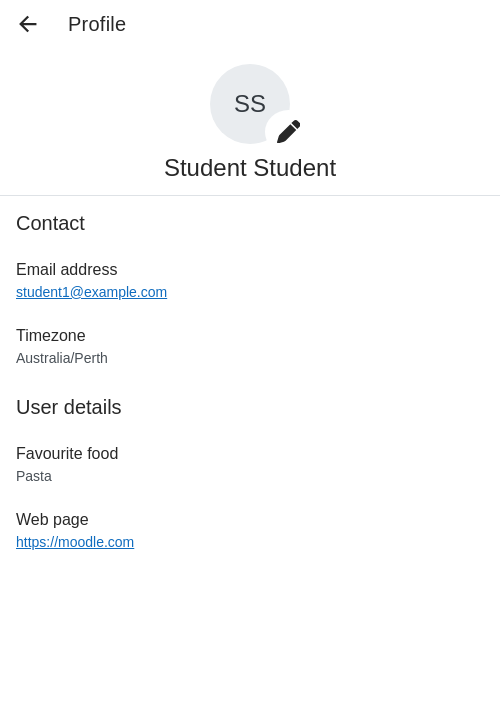 Profile
SS
Student Student
Contact
Email address
student1@example.com
Timezone
Australia/Perth
User details
Favourite food
Pasta
Web page
https://moodle.com